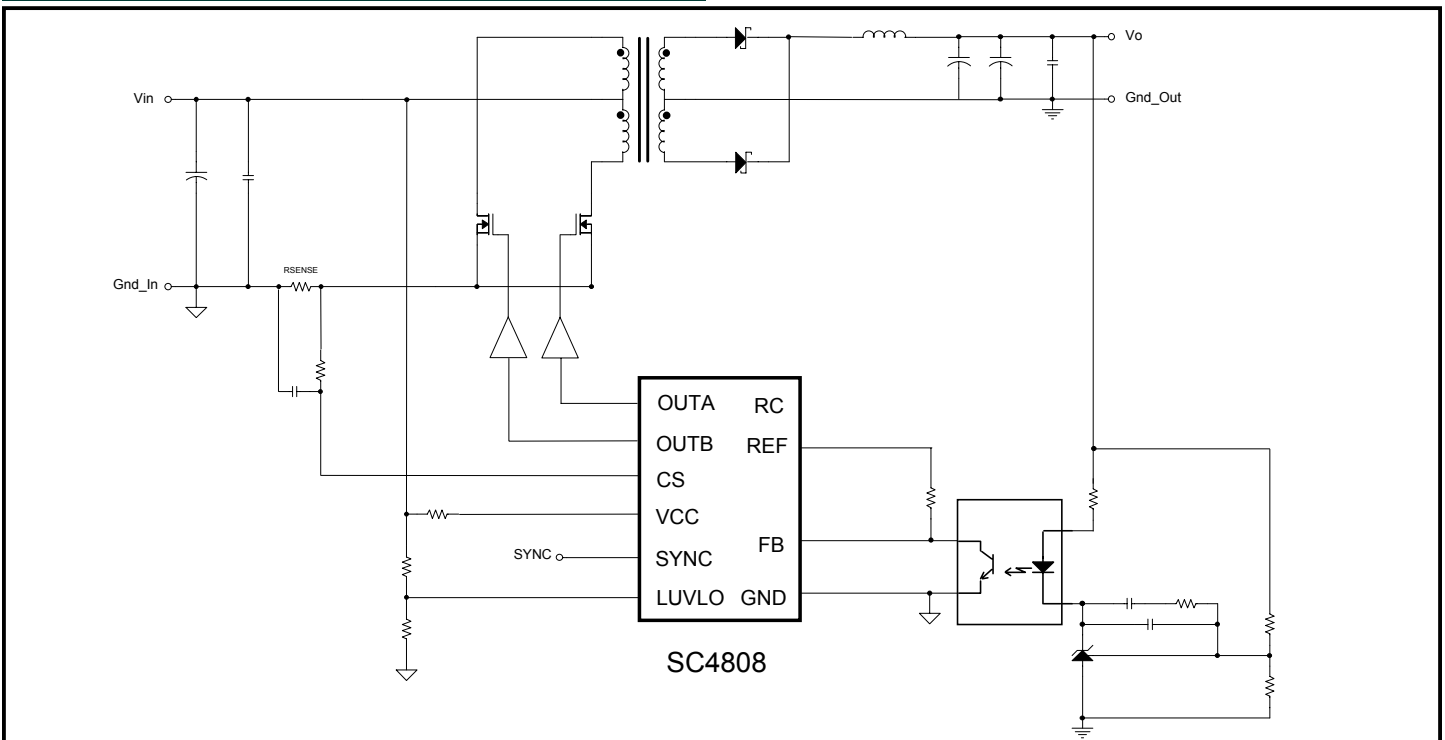 Vo
Vin
Gnd_Out
Gnd_In
RSENSE
OUTA
RC
OUTB
REF
CS
VCC
FB
SYNC
SYNC
LUVLO
GND
SC4808